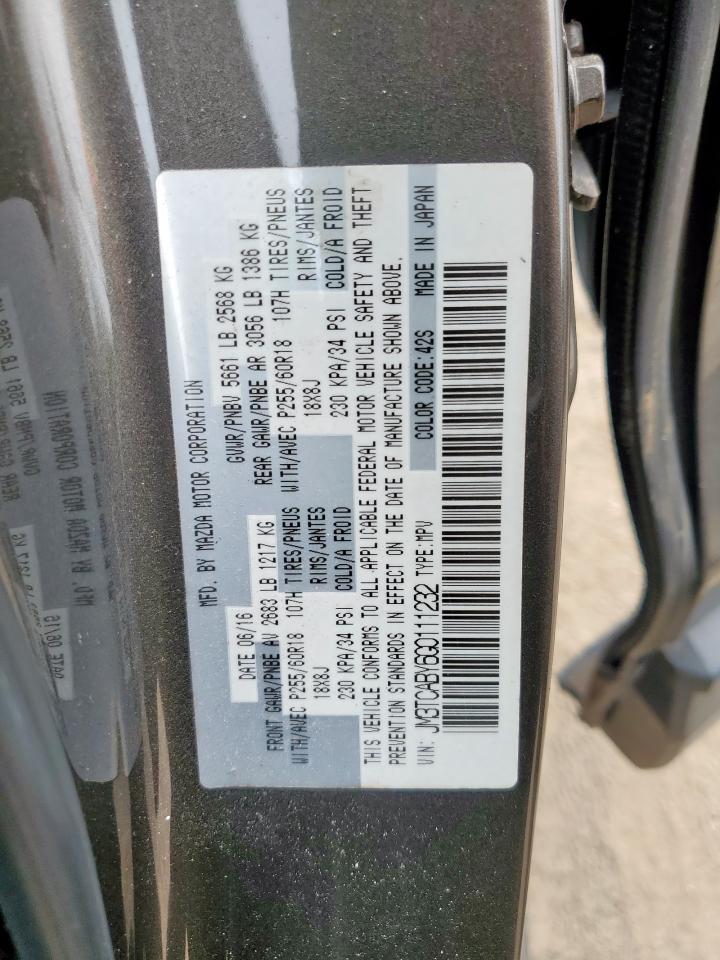 MFD. BY MAZDA MOTOR CORPORATION
DATE 06/16 GVWR/PNBV 5661 LB 2568 KG
FRONT GAWR/PNBE AV 2683 LB 1217 KG REAR GAWR/PNBE AR 3056 LB 1386 KG
WITH/AVEC P255/60R18 107H TIRES/PNEUS WITH/AVEC P255/60R18 107H TIRES/PNEUS
18X8J RIMS/JANTES 18X8J RIMS/JANTES
230 KPA/34 PSI COLD/A FROID 230 KPA/34 PSI COLD/A FROID
THIS VEHICLE CONFORMS TO ALL APPLICABLE FEDERAL MOTOR VEHICLE SAFETY AND THEFT
PREVENTION STANDARDS IN EFFECT ON THE DATE OF MANUFACTURE SHOWN ABOVE.
VIN: JM3TCABY6G0111232 TYPE:MPV COLOR CODE:42S MADE IN JAPAN